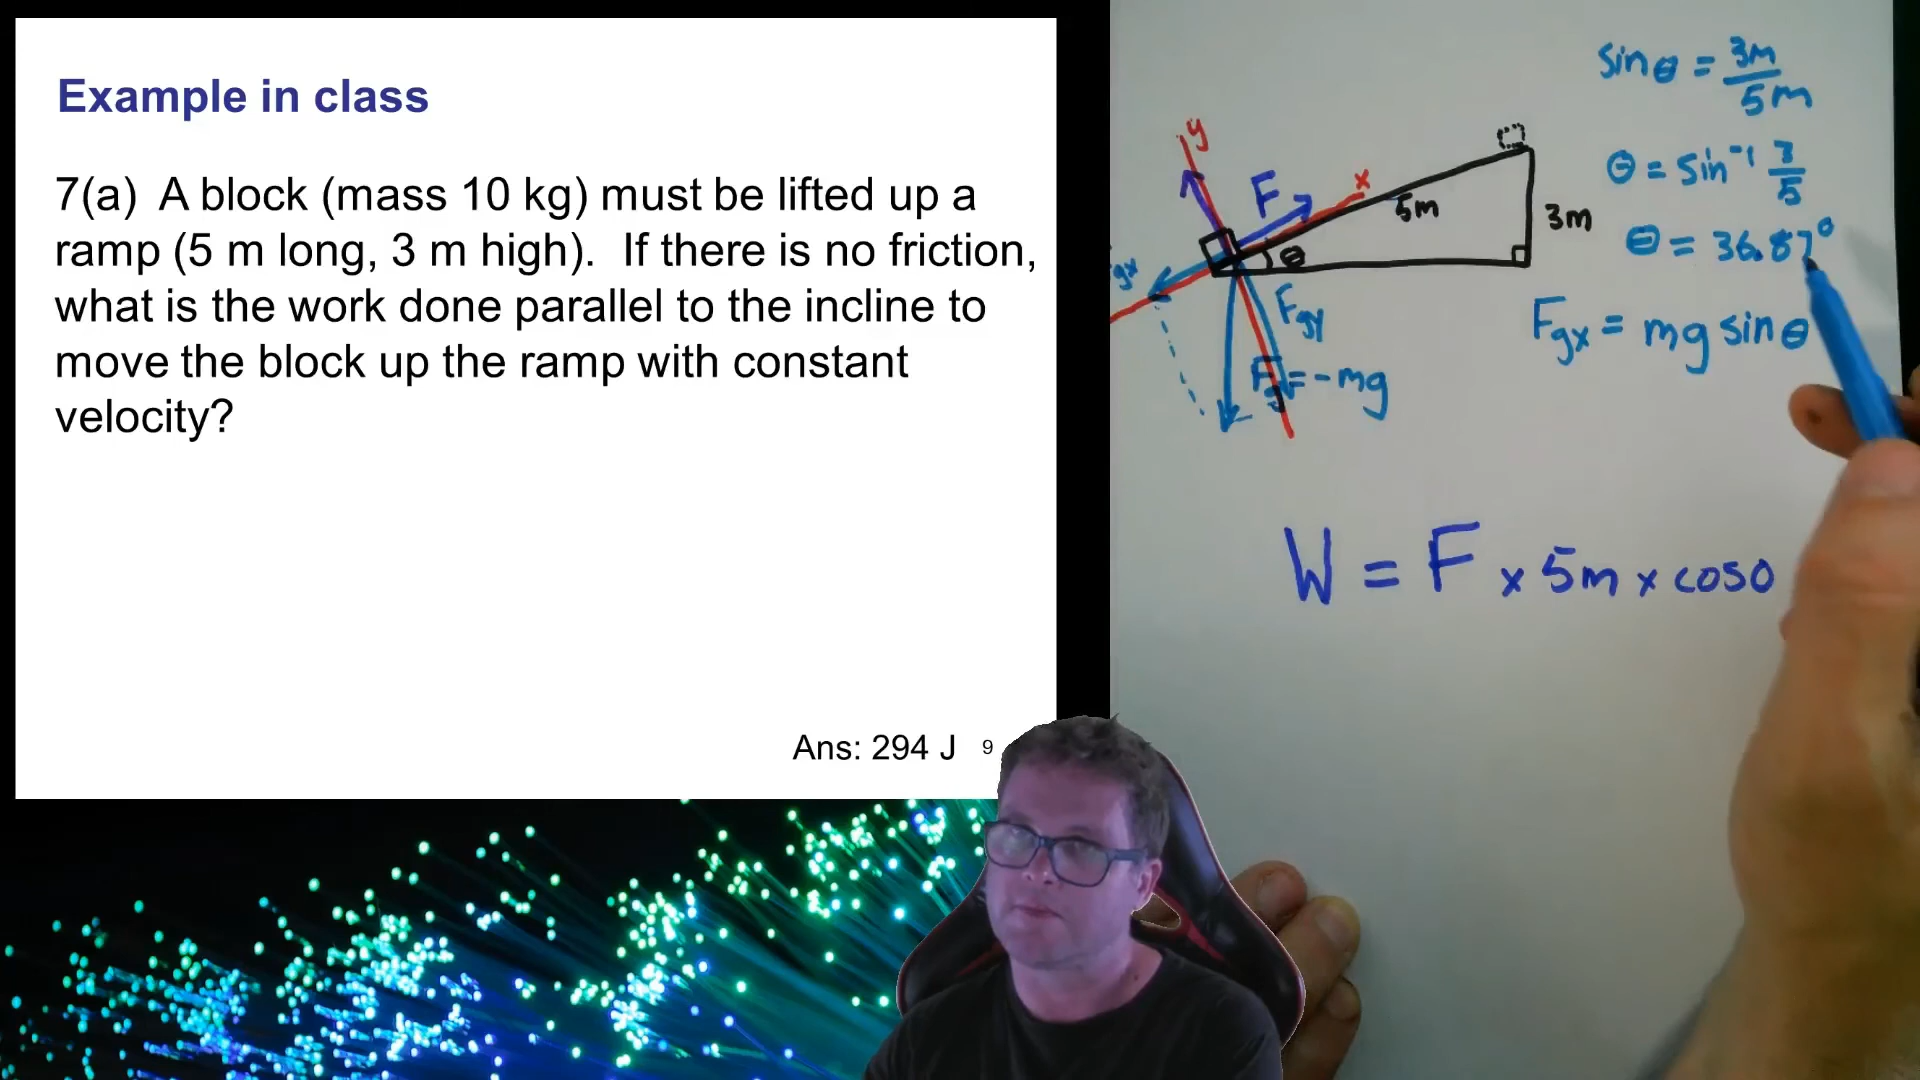 Example in class
7(a) A block (mass 10 kg) must be lifted up a
ramp (5 m long, 3 m high). If there is no friction,
what is the work done parallel to the incline to
move the block up the ramp with constant
velocity?
Ans: 294 J
9
y
F
x
5m
3m
θ
gx
Fgy
Fg = -mg
sinθ = 3m
5m
θ = sin⁻¹ 3
5
θ = 36.87°
Fgx = mg sinθ
W = F x 5m x cos0